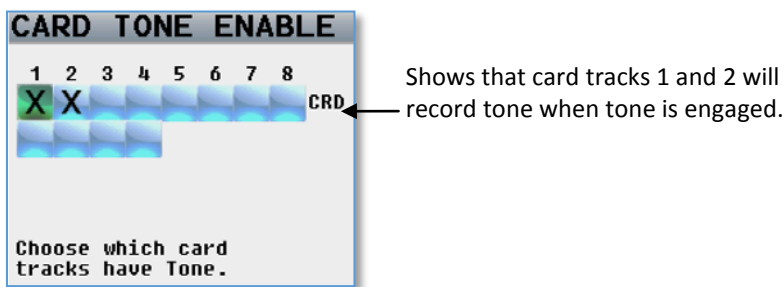 CARD TONE ENABLE
1 2 3 4 5 6 7 8
X X CRD
Choose which card
tracks have Tone.
Shows that card tracks 1 and 2 will
record tone when tone is engaged.